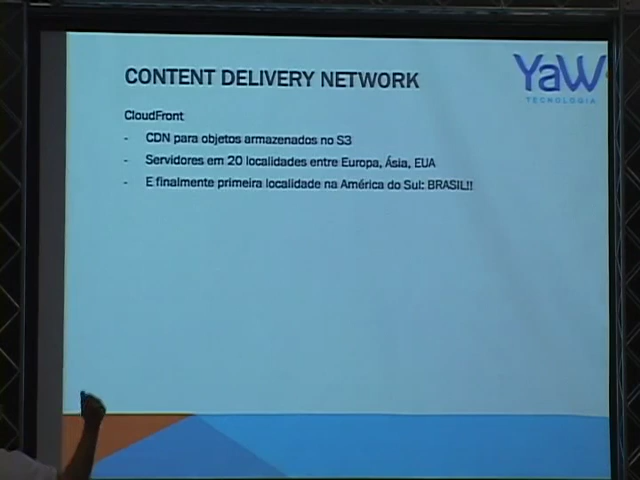 CONTENT DELIVERY NETWORK
YaW
TECNOLOGIA
CloudFront
- CDN para objetos armazenados no S3
- Servidores em 20 localidades entre Europa, Ásia, EUA
- E finalmente primeira localidade na América do Sul: BRASIL!!